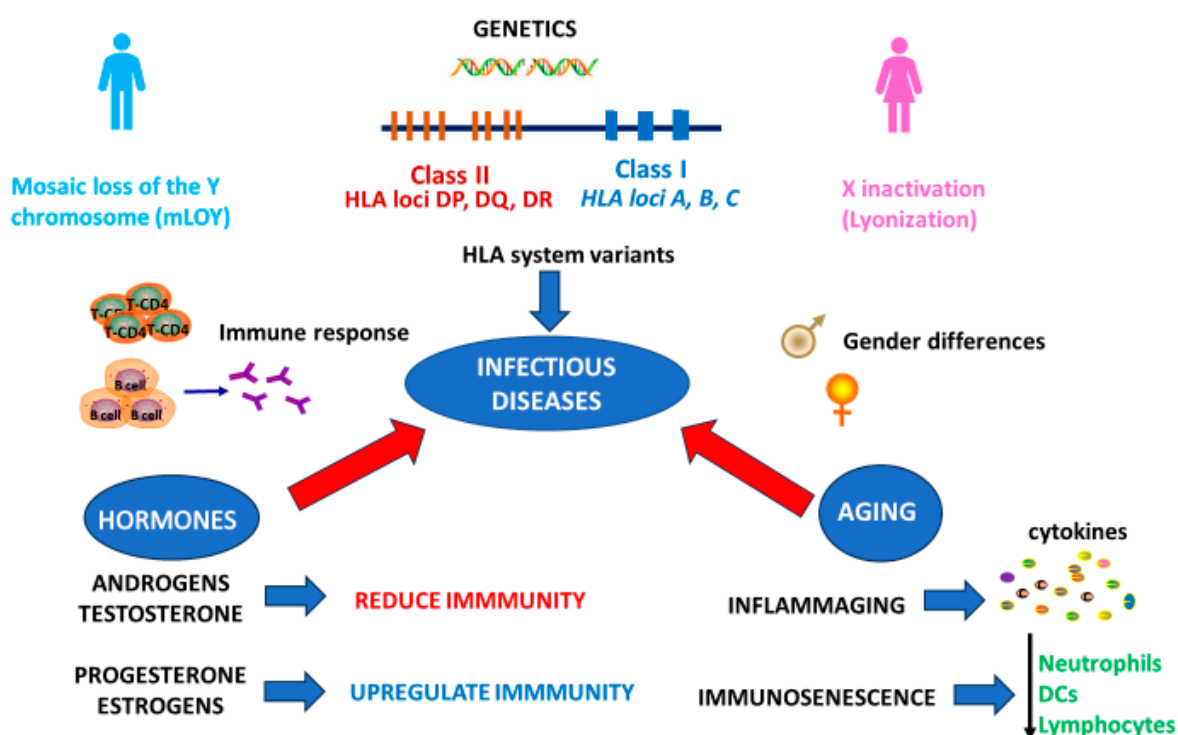 GENETICS
Mosaic loss of the Y
chromosome (mLOY)
Class II
HLA loci DP, DQ, DR
Class I
HLA loci A, B, C
X inactivation
(Lyonization)
HLA system variants
T-CD4
T-CD4
T-CD4
Immune response
B cell
B cell
B cell
INFECTIOUS
DISEASES
Gender differences
HORMONES
AGING
cytokines
ANDROGENS
TESTOSTERONE
REDUCE IMMMUNITY
INFLAMMAGING
PROGESTERONE
ESTROGENS
UPREGULATE IMMMUNITY
IMMUNOSENESCENCE
Neutrophils
DCs
Lymphocytes